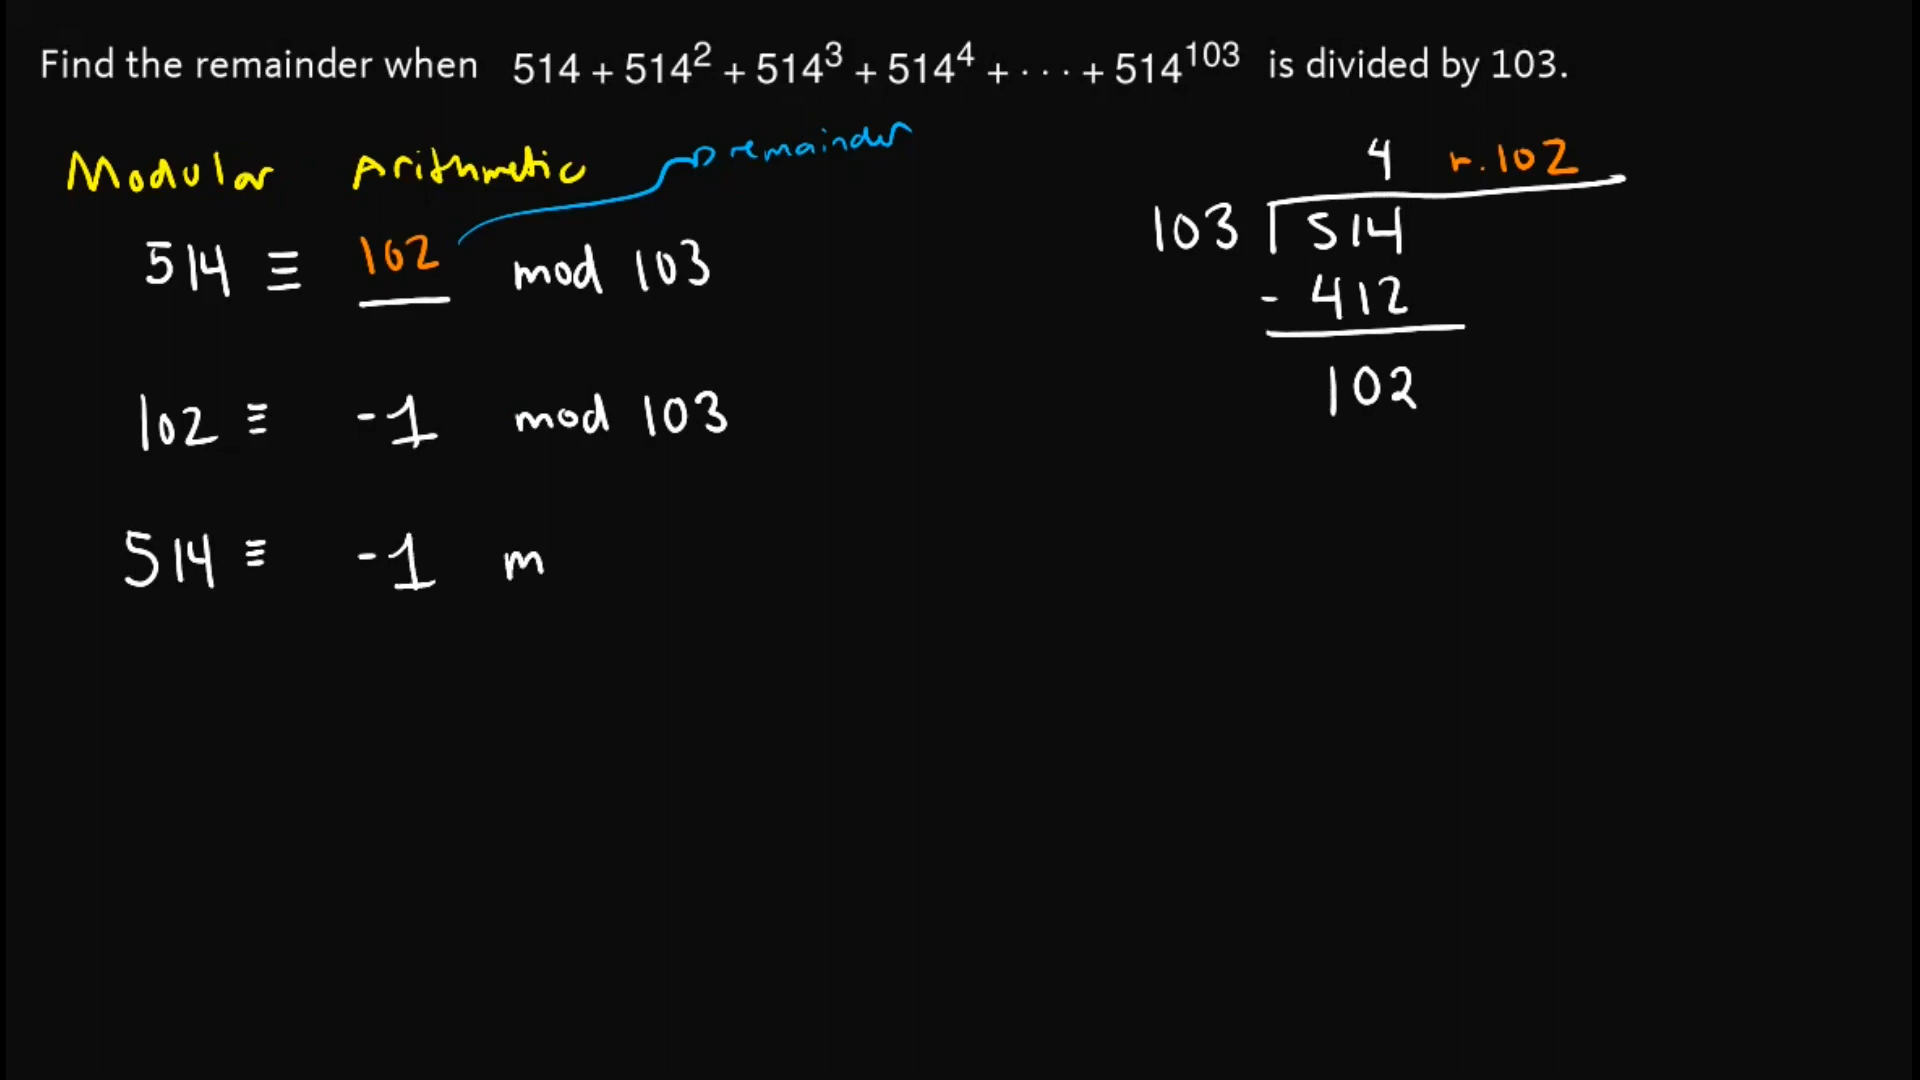 Find the remainder when 514 + 514² + 514³ + 514⁴ + · · · + 514¹⁰³ is divided by 103.
Modular Arithmetic → remainder
514 ≡ 102 mod 103
102 ≡ -1 mod 103
514 ≡ -1 m
4 r.102
103 514
- 412
102